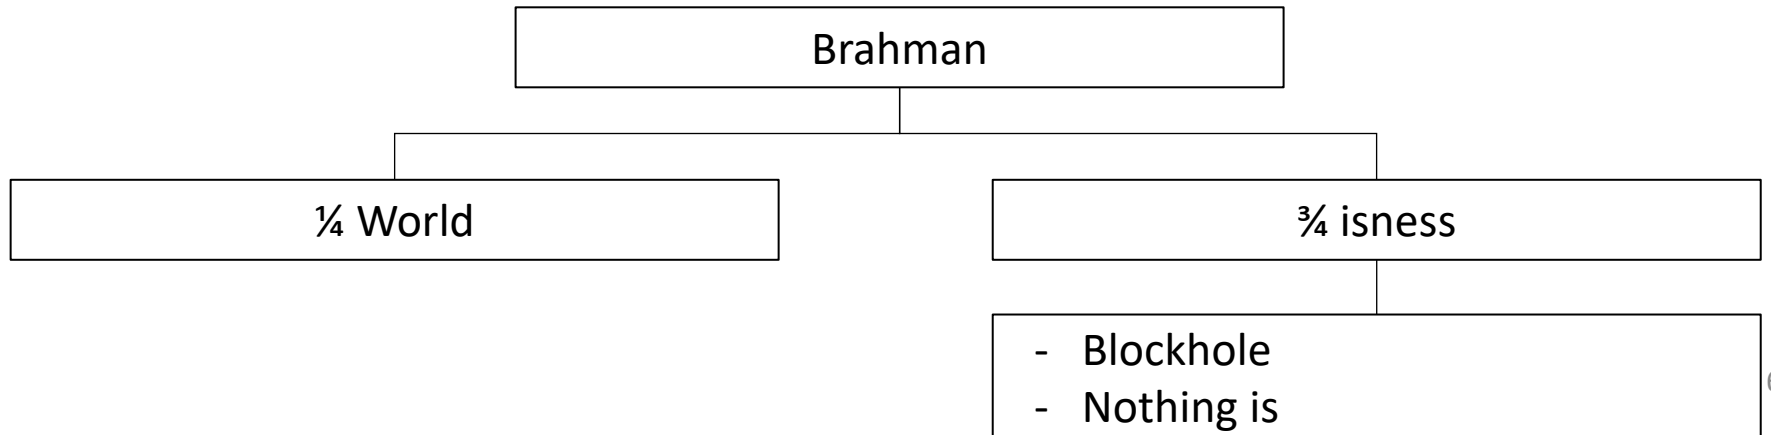 Brahman
¼ World
¾ isness
- Blockhole
- Nothing is